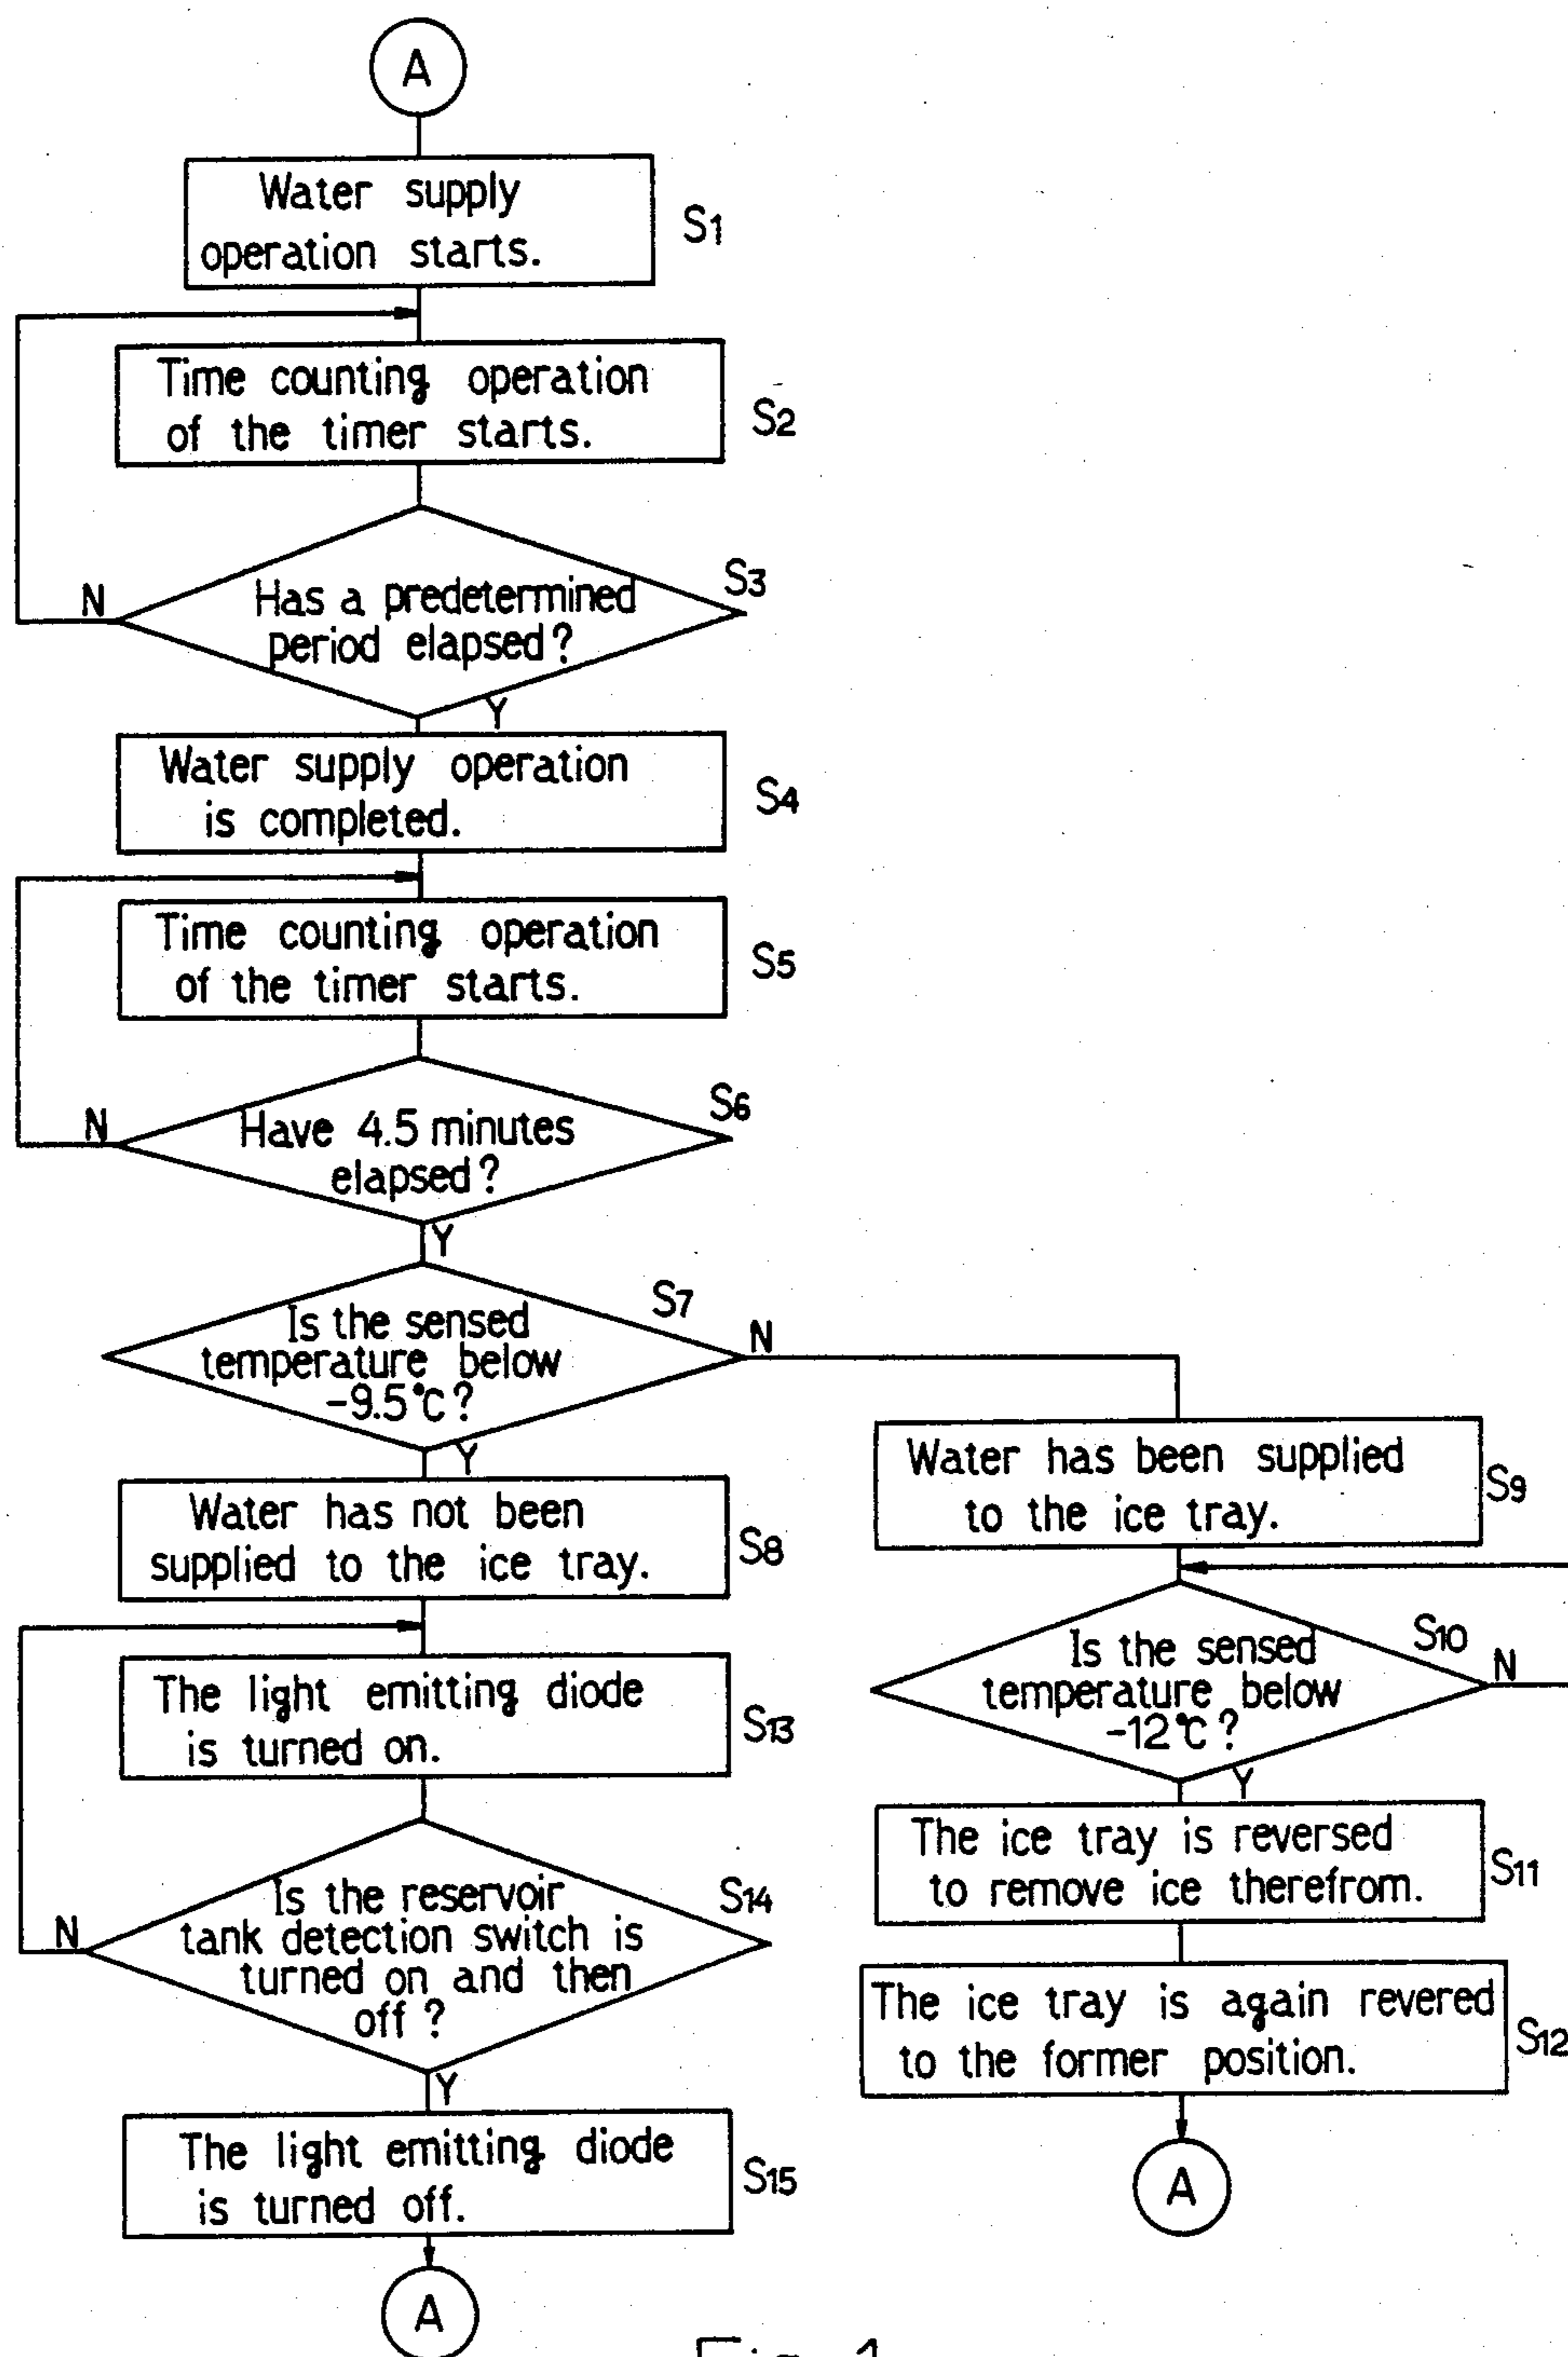 A
Water supply
operation starts.
S1
Time counting operation
of the timer starts.
S2
Has a predetermined
period elapsed?
S3
N
Y
Water supply operation
is completed.
S4
Time counting operation
of the timer starts.
S5
Have 4.5 minutes
elapsed?
S6
N
Y
Is the sensed
temperature below
-9.5°C?
S7
N
Y
Water has not been
supplied to the ice tray.
S8
The light emitting diode
is turned on.
S13
Is the reservoir
tank detection switch is
turned on and then
off?
S14
N
Y
The light emitting diode
is turned off.
S15
A
Water has been supplied
to the ice tray.
S9
Is the sensed
temperature below
-12°C?
S10
N
Y
The ice tray is reversed
to remove ice therefrom.
S11
The ice tray is again revered
to the former position.
S12
A
Fig. 1